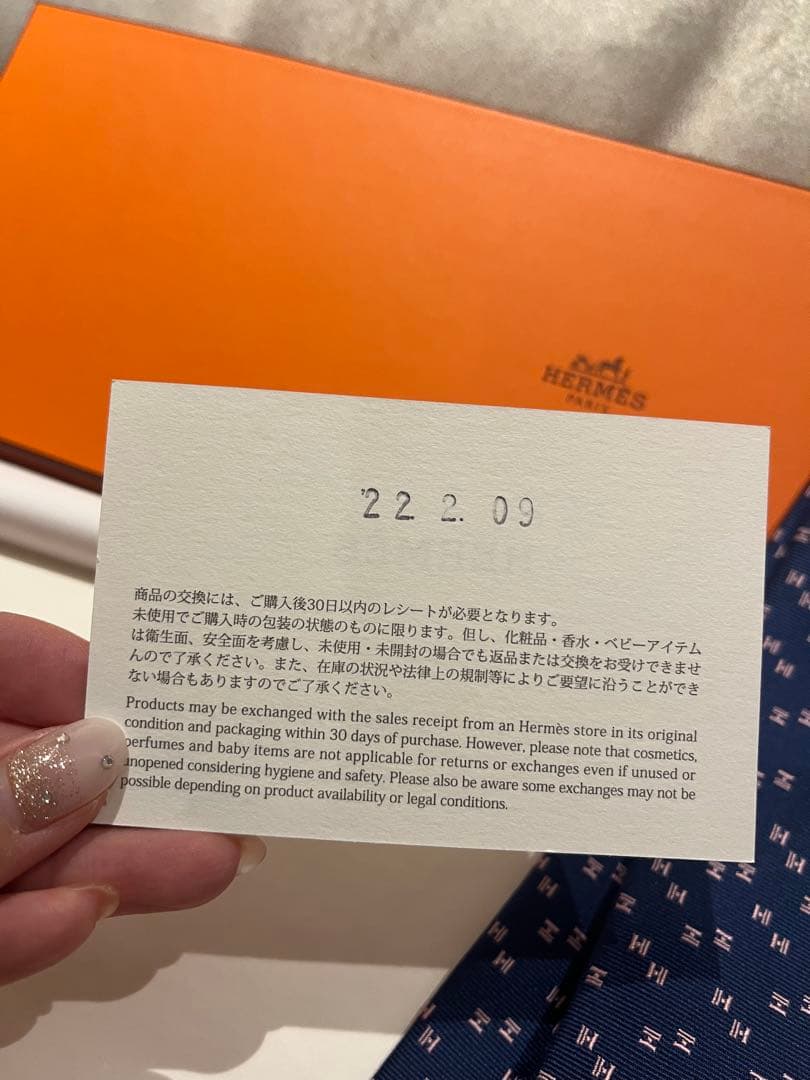 HERMÈS
PARIS
'22 2. 09
商品の交換には、ご購入後30日以内のレシートが必要となります。
未使用でご購入時の包装の状態のものに限ります。但し、化粧品・香水・ベビーアイテム
は衛生面、安全面を考慮し、未使用・未開封の場合でも返品または交換をお受けできませ
んので了承ください。また、在庫の状況や法律上の規制等によりご要望に沿うことができ
ない場合もありますのでご了承ください。
Products may be exchanged with the sales receipt from an Hermès store in its original
condition and packaging within 30 days of purchase. However, please note that cosmetics,
perfumes and baby items are not applicable for returns or exchanges even if unused or
unopened considering hygiene and safety. Please also be aware some exchanges may not be
possible depending on product availability or legal conditions.